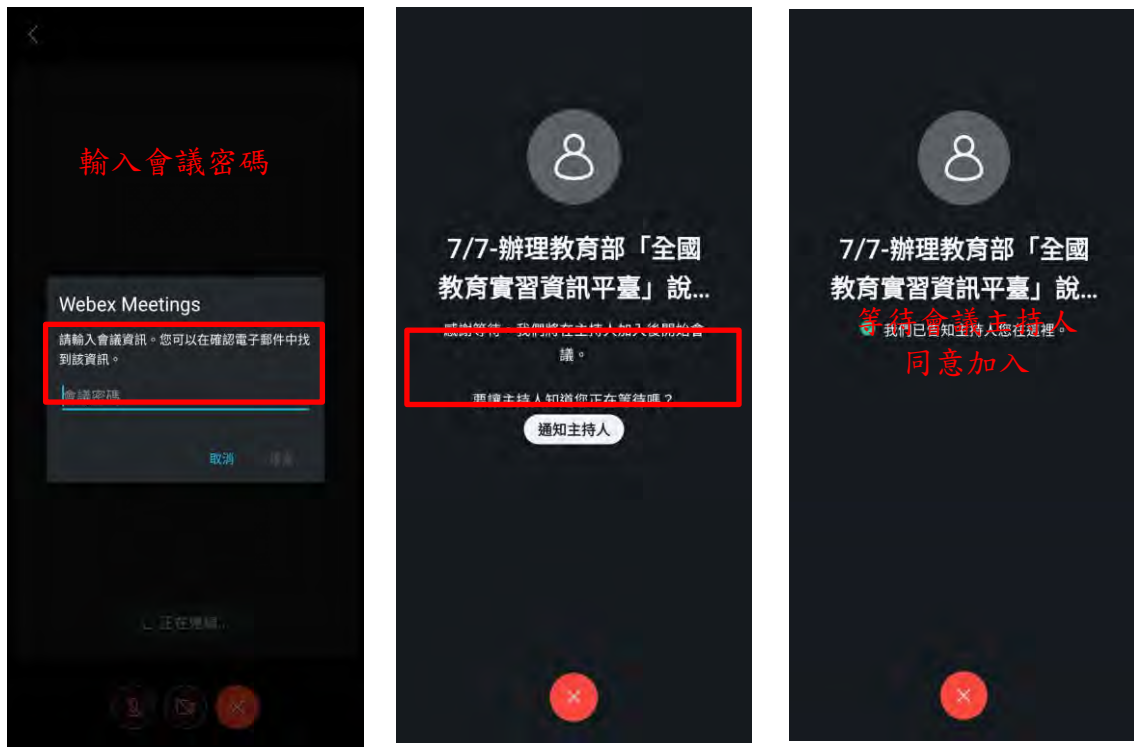 輸入會議密碼
Webex Meetings
請輸入會議資訊。您可以在確認電子郵件中找
到該資訊。
會議密碼
取消
正在連線...
7/7-辦理教育部「全國
教育實習資訊平臺」說...
感謝等待。我們將在主持人加入後開始會
議。
要讓主持人知道您正在等待嗎？
通知主持人
7/7-辦理教育部「全國
教育實習資訊平臺」說...
我們已告知主持人您在這裡。
等待會議主持人
同意加入